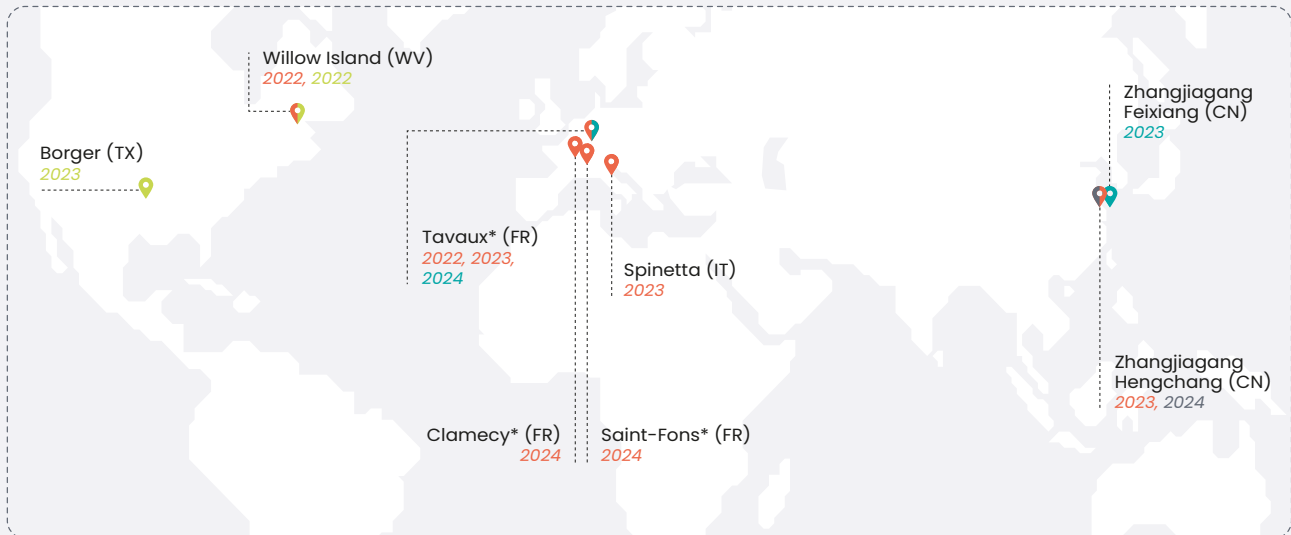 Willow Island (WV)
2022, 2022
Borger (TX)
2023
Tavaux* (FR)
2022, 2023,
2024
Spinetta (IT)
2023
Clamecy* (FR)
2024
Saint-Fons* (FR)
2024
Zhangjiagang
Feixiang (CN)
2023
Zhangjiagang
Hengchang (CN)
2023, 2024